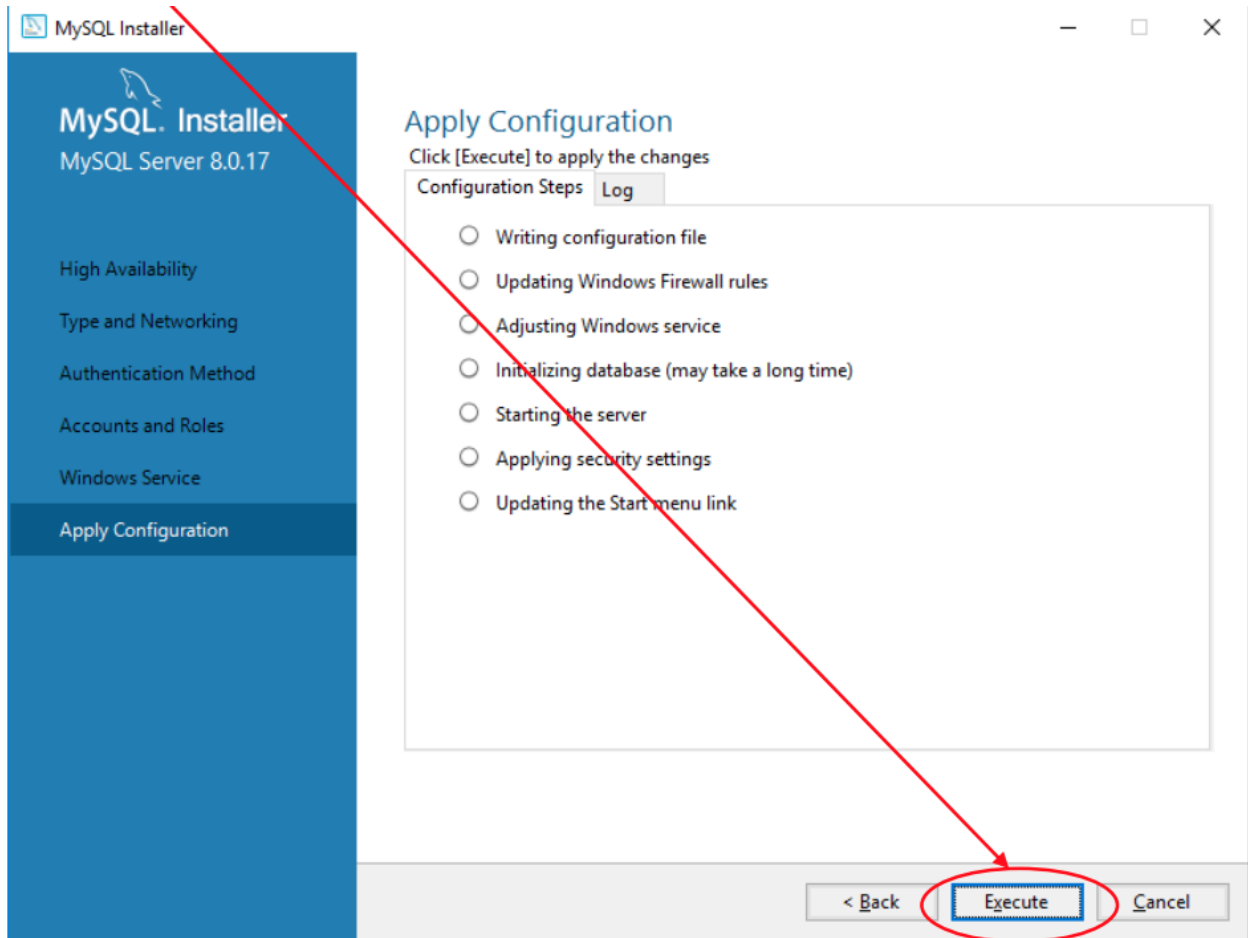 MySQL Installer
MySQL. Installer
MySQL Server 8.0.17
High Availability
Type and Networking
Authentication Method
Accounts and Roles
Windows Service
Apply Configuration
Apply Configuration
Click [Execute] to apply the changes
Configuration Steps Log
Writing configuration file
Updating Windows Firewall rules
Adjusting Windows service
Initializing database (may take a long time)
Starting the server
Applying security settings
Updating the Start menu link
< Back Execute Cancel